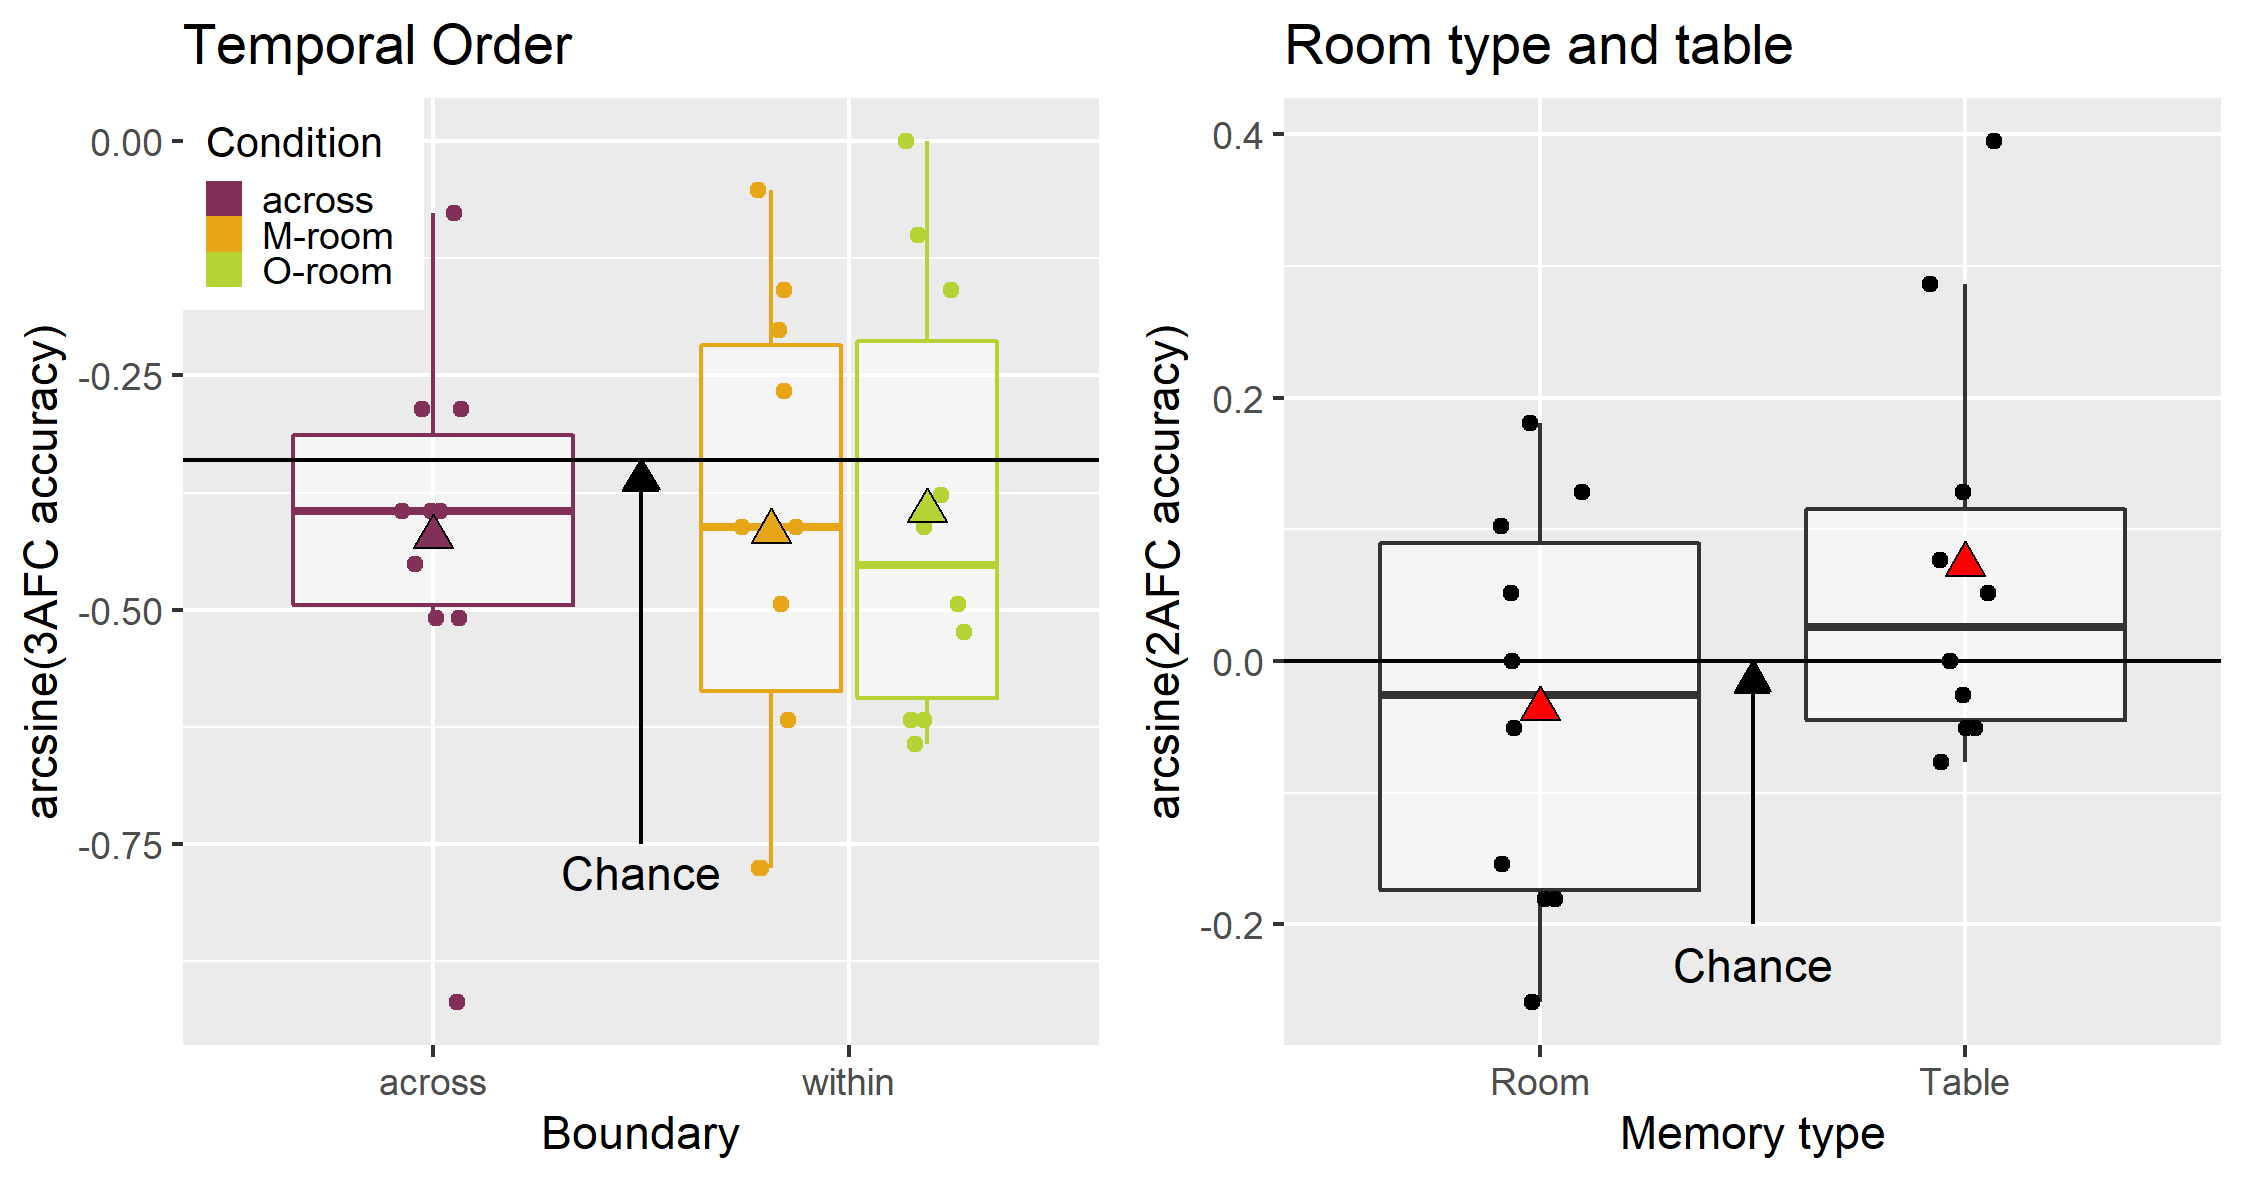 Temporal Order
Condition
across
M-room
O-room
0.00
-0.25
-0.50
-0.75
arcsine(3AFC accuracy)
Chance
across
within
Boundary
Room type and table
0.4
0.2
0.0
-0.2
arcsine(2AFC accuracy)
Chance
Room
Table
Memory type